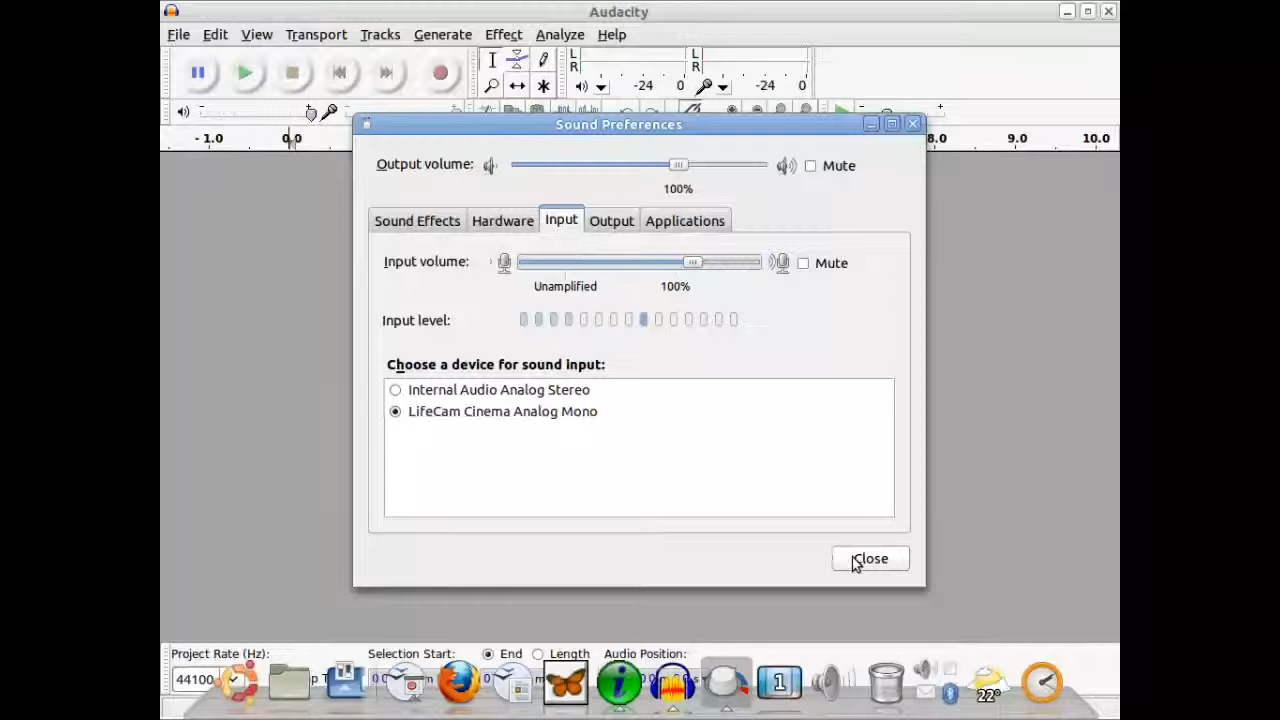 Audacity
File Edit View Transport Tracks Generate Effect Analyze Help
L R -24 0 L R -24 0
- 1.0 0.0 8.0 9.0 10.0
Sound Preferences
Output volume: Mute
100%
Sound Effects Hardware Input Output Applications
Input volume: Mute
Unamplified 100%
Input level:
Choose a device for sound input:
Internal Audio Analog Stereo
LifeCam Cinema Analog Mono
Close
Project Rate (Hz): Selection Start: End Length Audio Position:
44100
1
22°